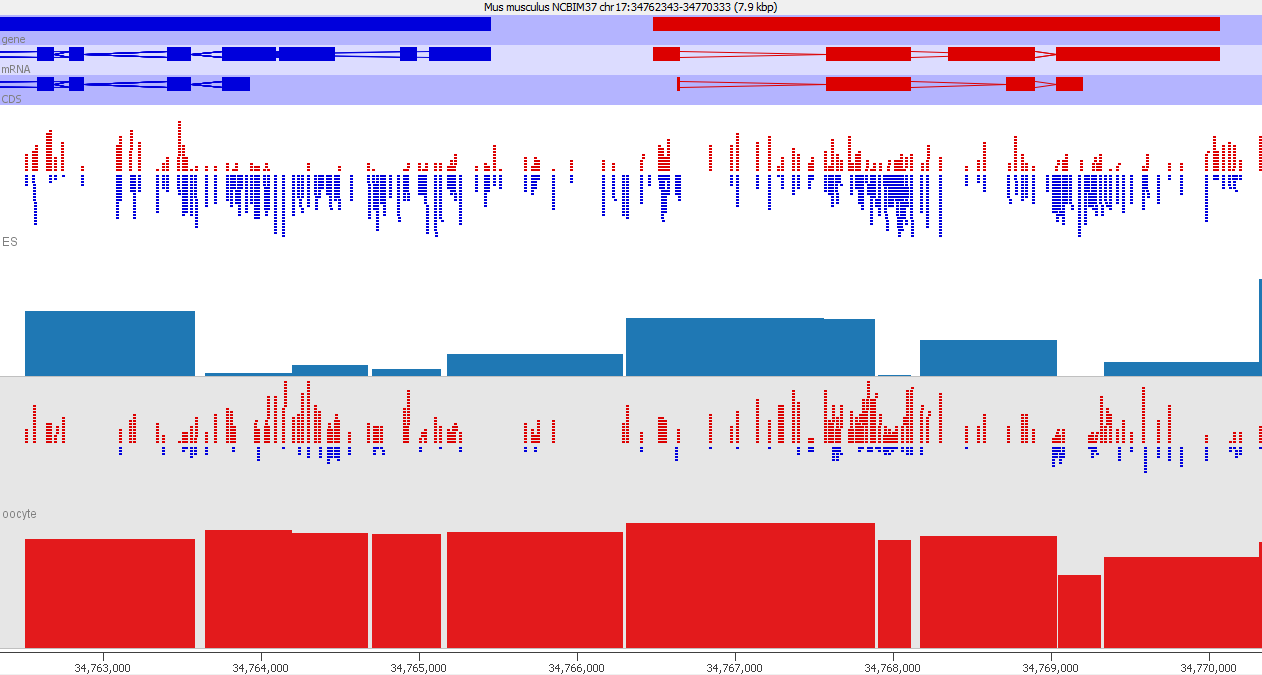 Mus musculus NCBIM37 chr17:34762343-34770333 (7.9 kbp)
gene
mRNA
CDS
ES
oocyte
34,763,000 34,764,000 34,765,000 34,766,000 34,767,000 34,768,000 34,769,000 34,770,000